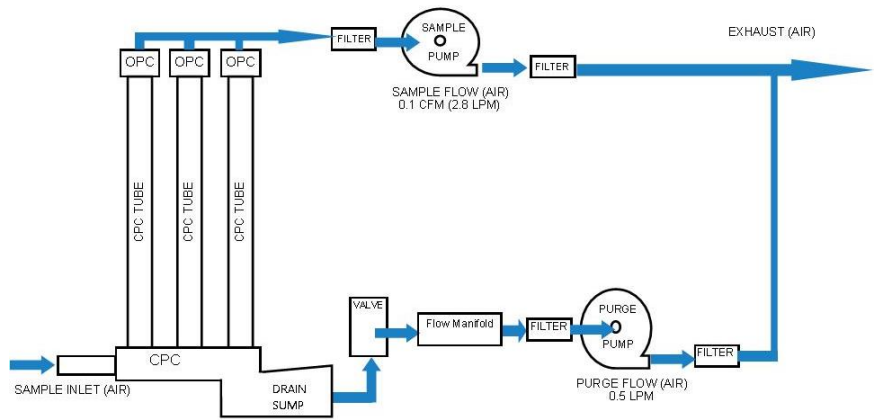 FILTER
SAMPLE
PUMP
EXHAUST (AIR)
OPC
OPC
OPC
FILTER
SAMPLE FLOW (AIR)
0.1 CFM (2.8 LPM)
CPC TUBE
CPC TUBE
CPC TUBE
VALVE
Flow Manifold
FILTER
PURGE
PUMP
FILTER
CPC
SAMPLE INLET (AIR)
DRAIN
SUMP
PURGE FLOW (AIR)
0.5 LPM